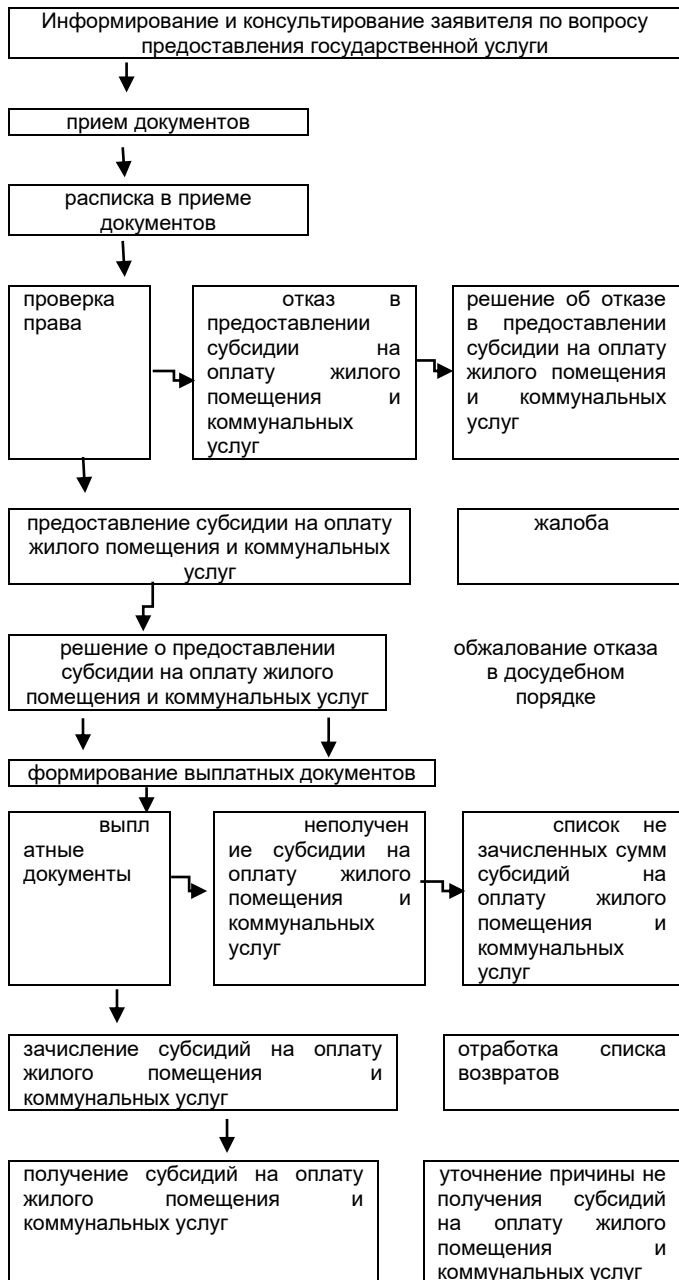 Информирование и консультирование заявителя по вопросу
предоставления государственной услуги
прием документов
расписка в приеме
документов
проверка
права
отказ в
предоставлении
субсидии на
оплату жилого
помещения и
коммунальных
услуг
решение об отказе
в предоставлении
субсидии на оплату
жилого помещения
и коммунальных
услуг
предоставление субсидии на оплату
жилого помещения и коммунальных
услуг
жалоба
решение о предоставлении
субсидии на оплату жилого
помещения и коммунальных услуг
обжалование отказа
в досудебном
порядке
формирование выплатных документов
выпл
атные
документы
неполучен
ие субсидии на
оплату жилого
помещения и
коммунальных
услуг
список не
зачисленных сумм
субсидий на
оплату жилого
помещения и
коммунальных
услуг
зачисление субсидий на оплату
жилого помещения и
коммунальных услуг
отработка списка
возвратов
получение субсидий на оплату
жилого помещения и
коммунальных услуг
уточнение причины не
получения субсидий
на оплату жилого
помещения и
коммунальных услуг